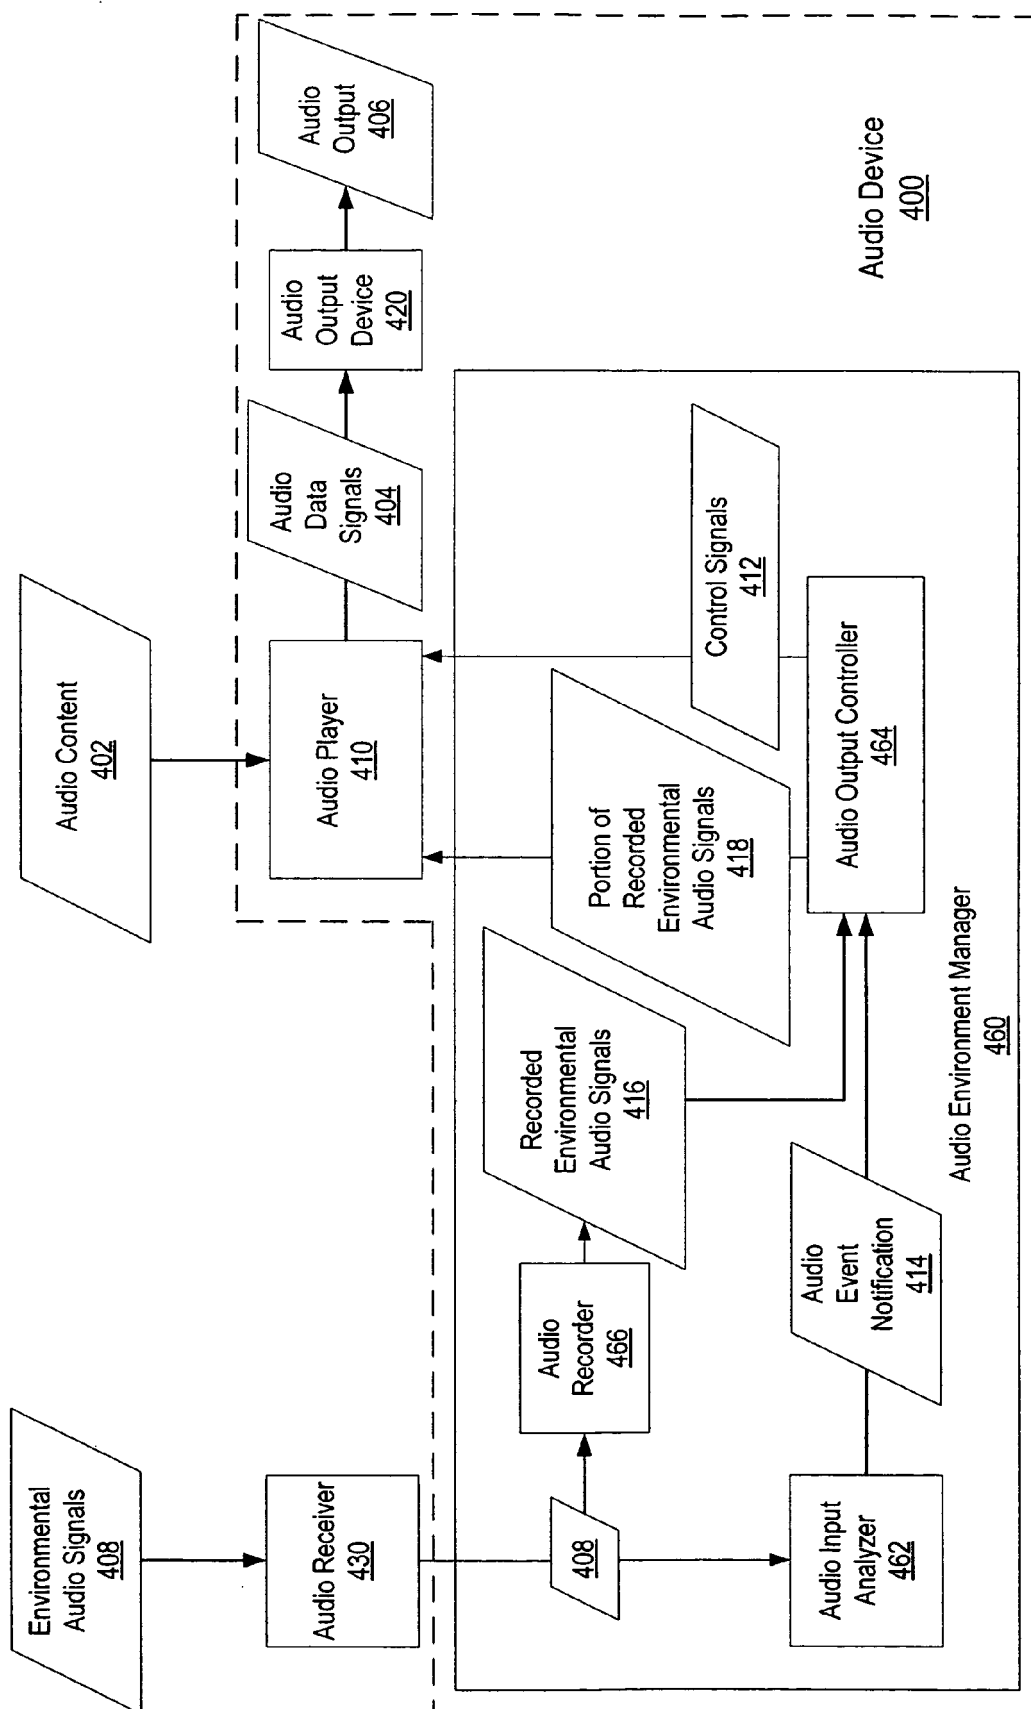 Environmental
Audio Signals
408
Audio Receiver
430
408
Audio Input
Analyzer
462
Audio
Recorder
466
Audio
Event
Notification
414
Recorded
Environmental
Audio Signals
416
Audio Environment Manager
460
Audio Content
402
Audio Player
410
Portion of
Recorded
Environmental
Audio Signals
418
Control Signals
412
Audio Output Controller
464
Audio
Data
Signals
404
Audio
Output
Device
420
Audio
Output
406
Audio Device
400